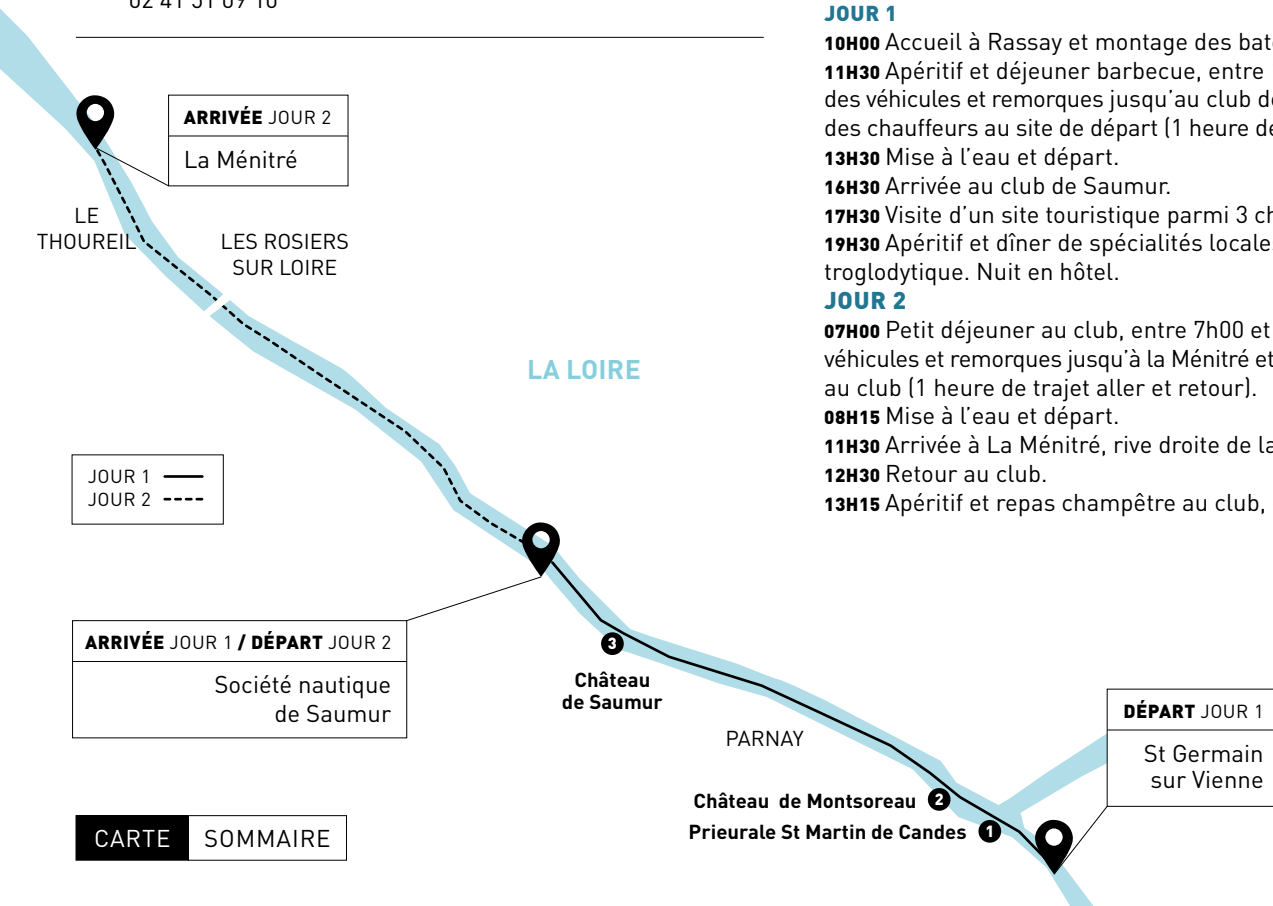 02 41 51 09 10
ARRIVÉE JOUR 2
La Ménitré
LE
THOUREIL
LES ROSIERS
SUR LOIRE
LA LOIRE
JOUR 1
JOUR 2
ARRIVÉE JOUR 1 / DÉPART JOUR 2
Société nautique
de Saumur
3
Château
de Saumur
PARNAY
DÉPART JOUR 1
St Germain
sur Vienne
Château de Montsoreau 2
Prieurale St Martin de Candes 1
CARTE SOMMAIRE
JOUR 1
10H00 Accueil à Rassay et montage des
11H30 Apéritif et déjeuner barbecue, entre
des véhicules et remorques jusqu'au club
des chauffeurs au site de départ (1 heure
13H30 Mise à l'eau et départ.
16H30 Arrivée au club de Saumur.
17H30 Visite d'un site touristique parmi 3
19H30 Apéritif et dîner de spécialités
troglodytique. Nuit en hôtel.
JOUR 2
07H00 Petit déjeuner au club, entre 7h00 et
véhicules et remorques jusqu'à la Ménitré et
au club (1 heure de trajet aller et retour).
08H15 Mise à l'eau et départ.
11H30 Arrivée à La Ménitré, rive droite de la
12H30 Retour au club.
13H15 Apéritif et repas champêtre au club,